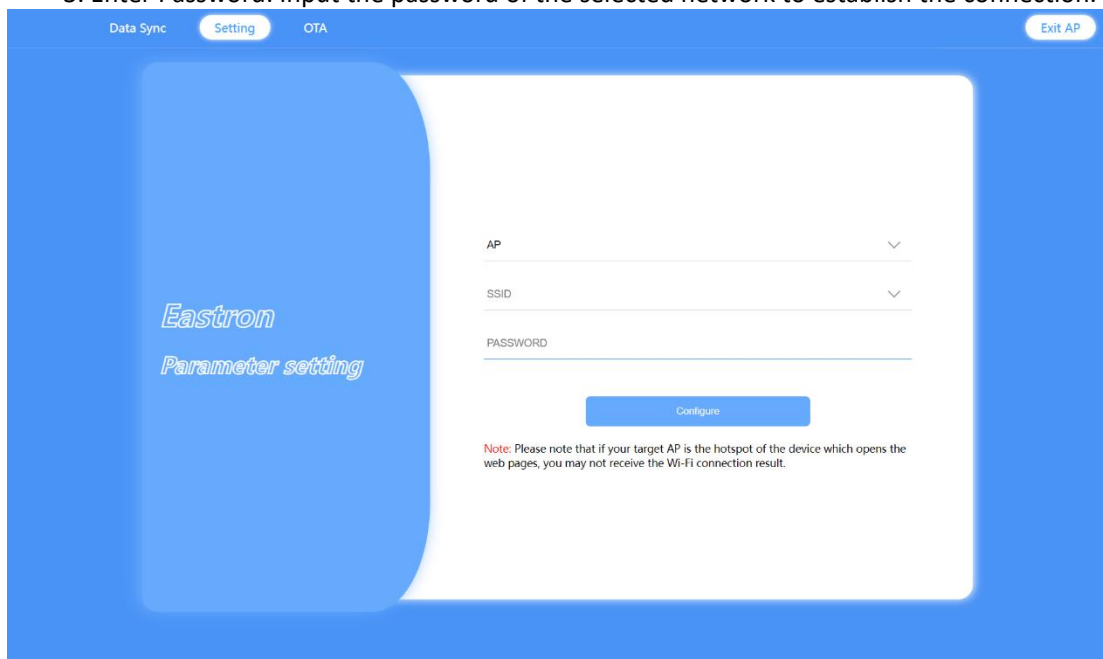 3. Enter Password: Input the password of the selected network to establish the connection.
Data Sync
Setting
OTA
Exit AP
AP
SSID
Eastron
PASSWORD
Parameter setting
Configure
Note: Please note that if your target AP is the hotspot of the device which opens the
web pages, you may not receive the Wi-Fi connection result.